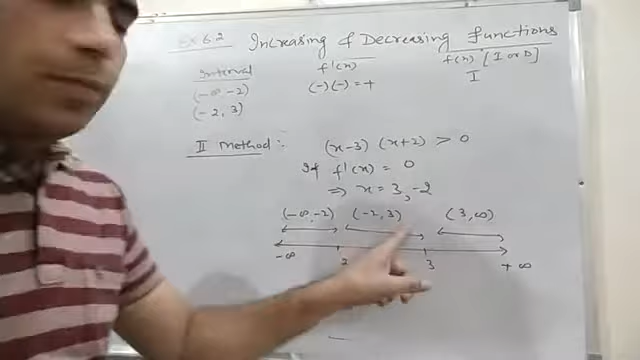 Ex 6.2 Increasing & Decreasing functions
Interval f'(x) f(x) [I or D]
(-∞, -2) (-)(-) = + I
(-2, 3)
II Method :- (x-3) (x+2) > 0
If f'(x) = 0
⇒ x = 3, -2
(-∞, -2) (-2, 3) (3, ∞)
-∞ 2 3 +∞